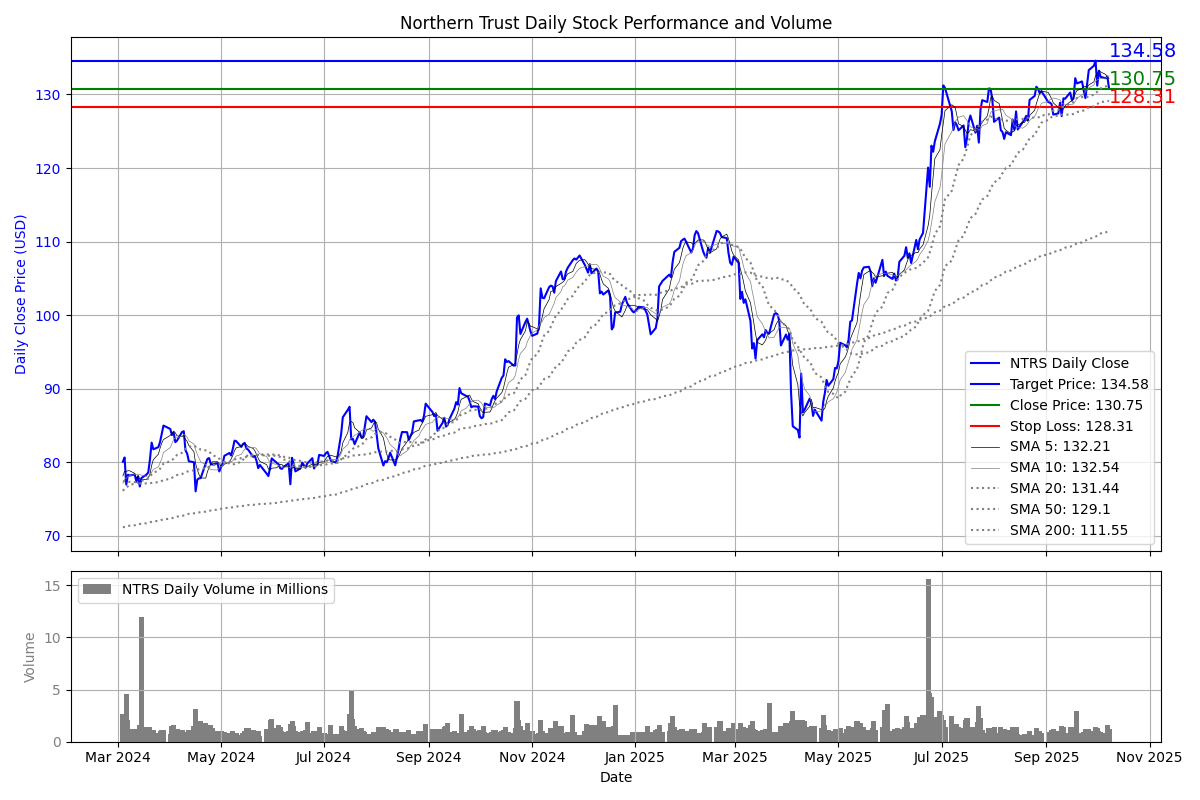 Northern Trust Daily Stock Performance and Volume
134.58
130.75
128.31
130
120
110
100
90
80
70
Daily Close Price (USD)
NTRS Daily Close
Target Price: 134.58
Close Price: 130.75
Stop Loss: 128.31
SMA 5: 132.21
SMA 10: 132.54
SMA 20: 131.44
SMA 50: 129.1
SMA 200: 111.55
NTRS Daily Volume in Millions
15
10
5
0
Volume
Mar 2024 May 2024 Jul 2024 Sep 2024 Nov 2024 Jan 2025 Mar 2025 May 2025 Jul 2025 Sep 2025 Nov 2025
Date